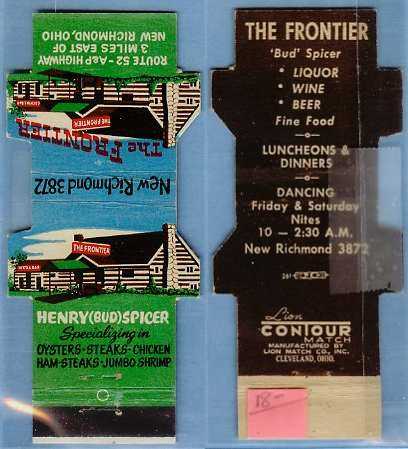 ROUTE 52 - A&P HIGHWAY
3 MILES EAST OF
NEW RICHMOND, OHIO
THE FRONTIER
The FRONTIER
New Richmond 3872
THE FRONTIER
HENRY (BUD) SPICER
Specializing in
OYSTERS - STEAKS - CHICKEN
HAM-STEAKS - JUMBO SHRIMP
THE FRONTIER
'Bud' Spicer
• LIQUOR
• WINE
• BEER
Fine Food
LUNCHEONS &
DINNERS
DANCING
Friday & Saturday
Nites
10 - 2:30 A.M.
New Richmond 3872
Lion
CONTOUR
MATCH
MANUFACTURED BY
LION MATCH CO., INC.
CLEVELAND, OHIO.
18-